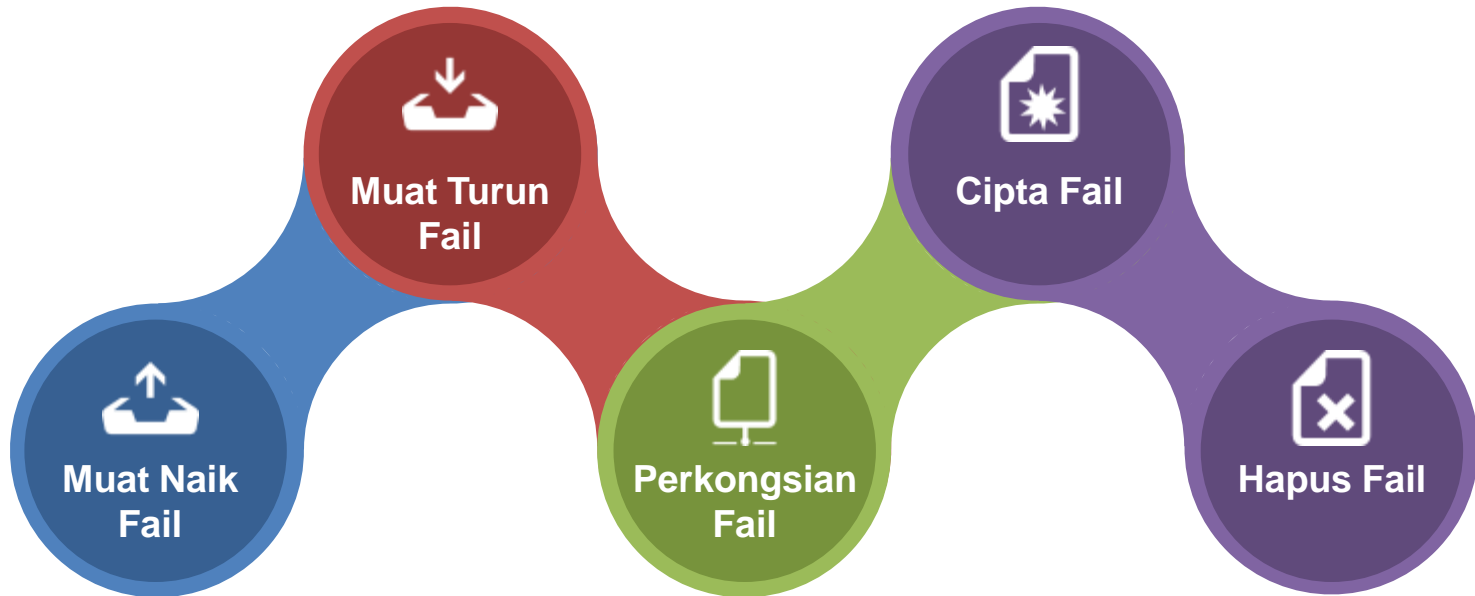 Muat Naik
Fail
Muat Turun
Fail
Perkongsian
Fail
Cipta Fail
Hapus Fail